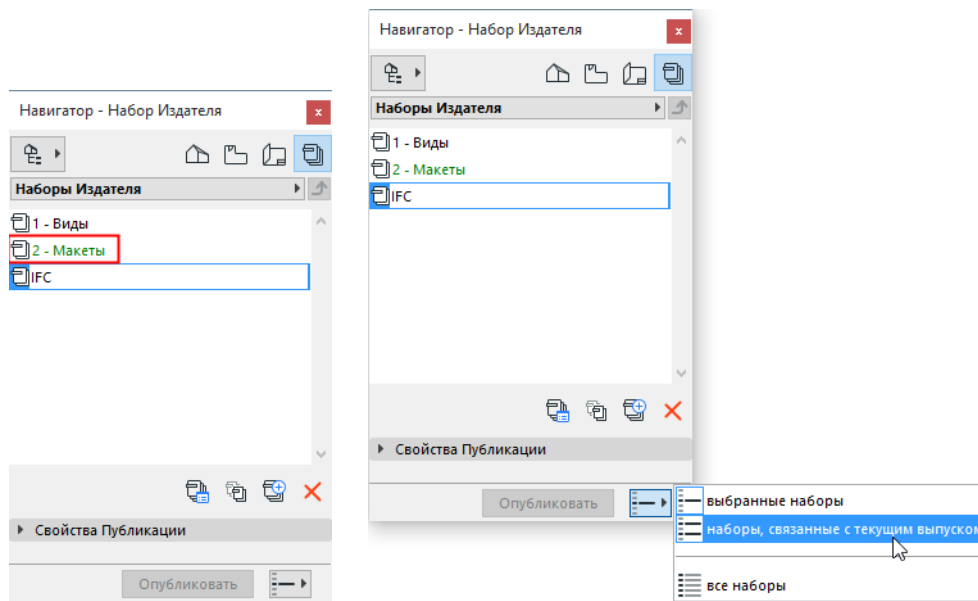 Навигатор - Набор Издателя
Наборы Издателя
1 - Виды
2 - Макеты
IFC
Свойства Публикации
Опубликовать
Навигатор - Набор Издателя
Наборы Издателя
1 - Виды
2 - Макеты
IFC
Свойства Публикации
Опубликовать
выбранные наборы
наборы, связанные с текущим выпуском
все наборы